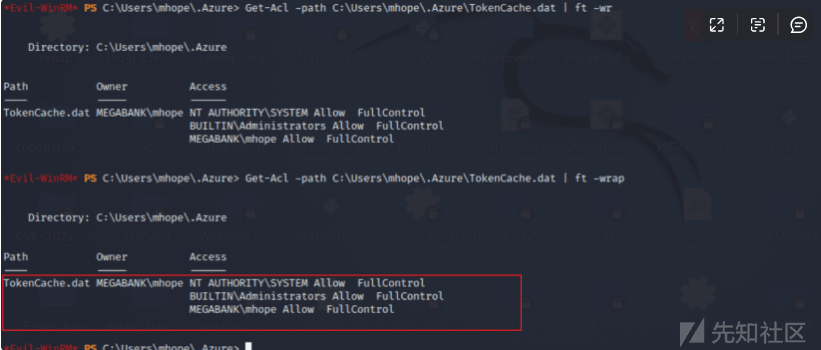 *Evil-WinRM* PS C:\Users\mhope\.Azure> Get-Acl -path C:\Users\mhope\.Azure\TokenCache.dat | ft -wr
Directory: C:\Users\mhope\.Azure
Path Owner Access
TokenCache.dat MEGABANK\mhope NT AUTHORITY\SYSTEM Allow FullControl
BUILTIN\Administrators Allow FullControl
MEGABANK\mhope Allow FullControl
*Evil-WinRM* PS C:\Users\mhope\.Azure> Get-Acl -path C:\Users\mhope\.Azure\TokenCache.dat | ft -wrap
Directory: C:\Users\mhope\.Azure
Path Owner Access
TokenCache.dat MEGABANK\mhope NT AUTHORITY\SYSTEM Allow FullControl
BUILTIN\Administrators Allow FullControl
MEGABANK\mhope Allow FullControl
*Evil-WinRM* PS C:\Users\mhope\.Azure>
先知社区